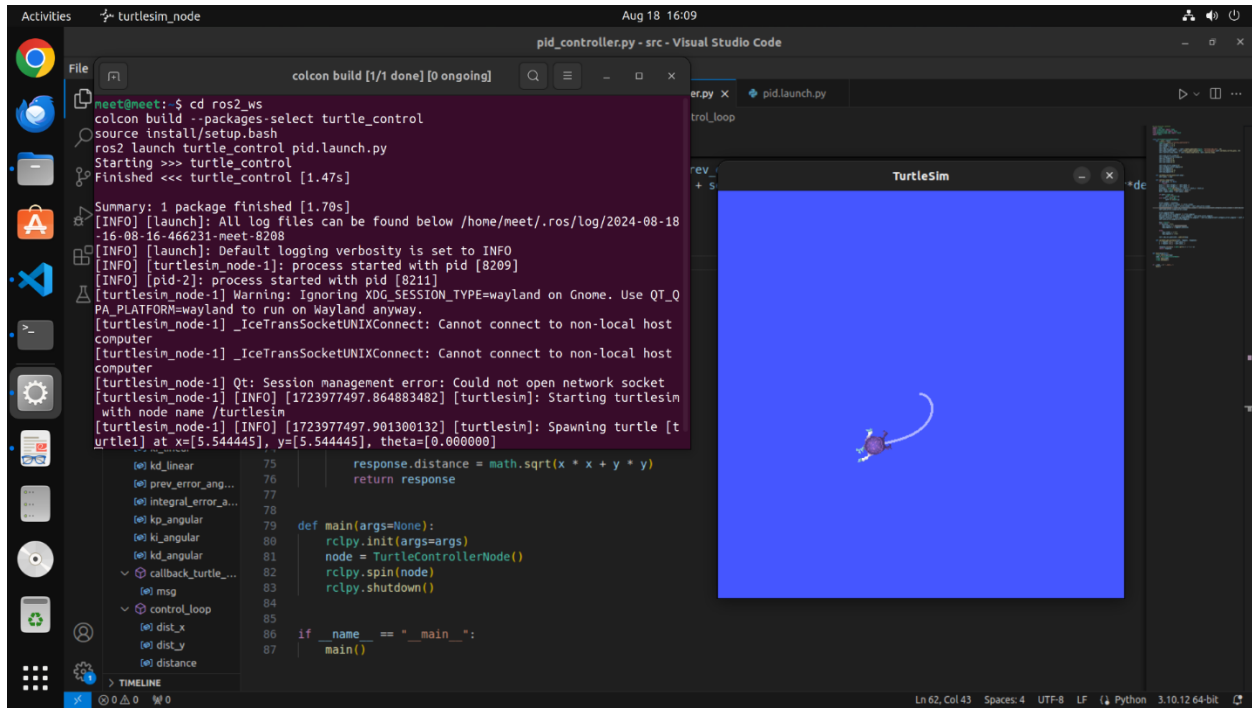 Activities
turtlesim_node
Aug 18 16:09
pid_controller.py - src - Visual Studio Code
File
colcon build [1/1 done] [0 ongoing]
er.py
pid.launch.py
trol_loop
meet@meet:~$ cd ros2_ws
colcon build --packages-select turtle_control
source install/setup.bash
ros2 launch turtle_control pid.launch.py
Starting >>> turtle_control
Finished <<< turtle_control [1.47s]
Summary: 1 package finished [1.70s]
[INFO] [launch]: All log files can be found below /home/meet/.ros/log/2024-08-18
-16-08-16-466231-meet-8208
[INFO] [launch]: Default logging verbosity is set to INFO
[INFO] [turtlesim_node-1]: process started with pid [8209]
[INFO] [pid-2]: process started with pid [8211]
[turtlesim_node-1] Warning: Ignoring XDG_SESSION_TYPE=wayland on Gnome. Use QT_Q
PA_PLATFORM=wayland to run on Wayland anyway.
[turtlesim_node-1] _IceTransSocketUNIXConnect: Cannot connect to non-local host
computer
[turtlesim_node-1] _IceTransSocketUNIXConnect: Cannot connect to non-local host
computer
[turtlesim_node-1] Qt: Session management error: Could not open network socket
[turtlesim_node-1] [INFO] [1723977497.864883482] [turtlesim]: Starting turtlesim
with node name /turtlesim
[turtlesim_node-1] [INFO] [1723977497.901300132] [turtlesim]: Spawning turtle [t
urtle1] at x=[5.544445], y=[5.544445], theta=[0.000000]
rev_
+ s
*de
TurtleSim
kd_linear
prev_error_ang...
integral_error_a...
kp_angular
ki_angular
kd_angular
callback_turtle_...
msg
control_loop
dist_x
dist_y
distance
TIMELINE
75 response.distance = math.sqrt(x * x + y * y)
76 return response
77
78
79 def main(args=None):
80 rclpy.init(args=args)
81 node = TurtleControllerNode()
82 rclpy.spin(node)
83 rclpy.shutdown()
84
85
86 if __name__ == "__main__":
87 main()
1
0 0 0
Ln 62, Col 43 Spaces: 4 UTF-8 LF Python 3.10.12 64-bit